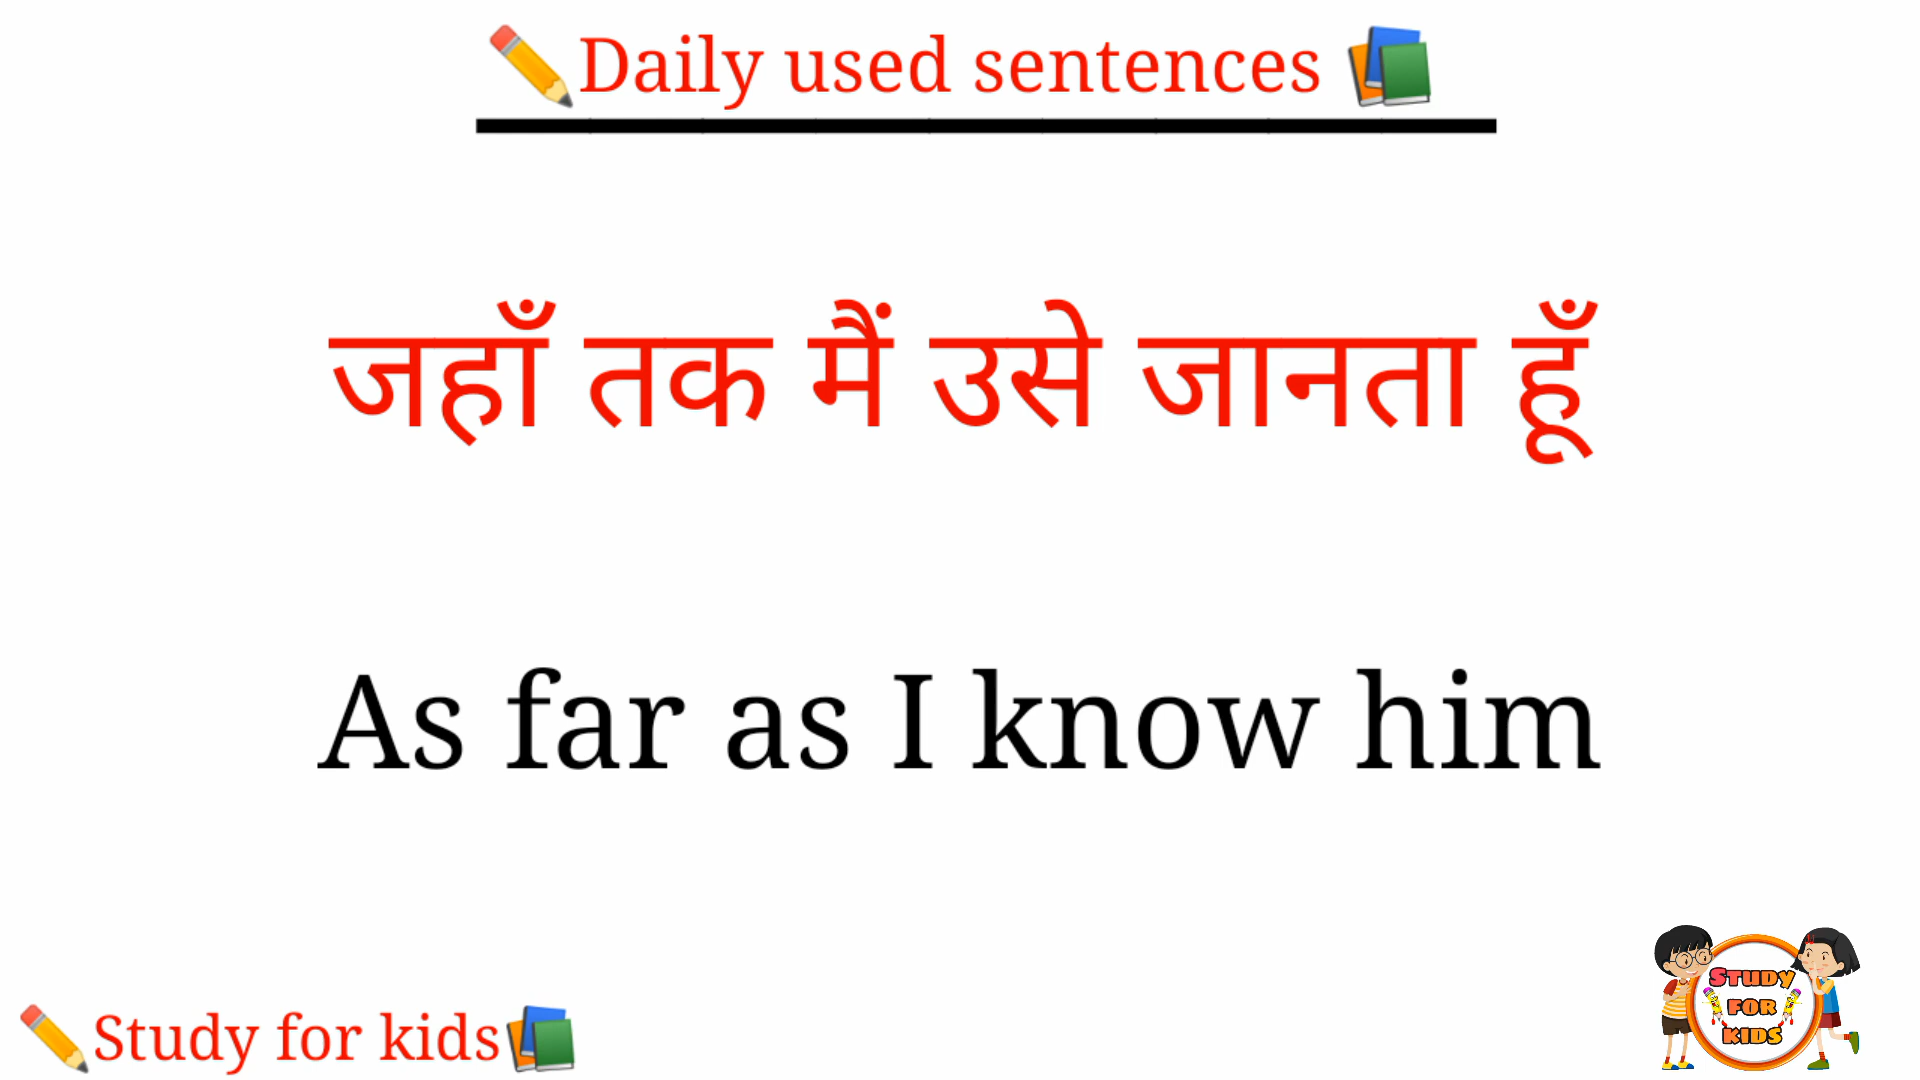 ✏️Daily used sentences 📚
जहाँ तक मैं उसे जानता हूँ
As far as I know him
✏️Study for kids📚
STUDY
FOR
KIDS